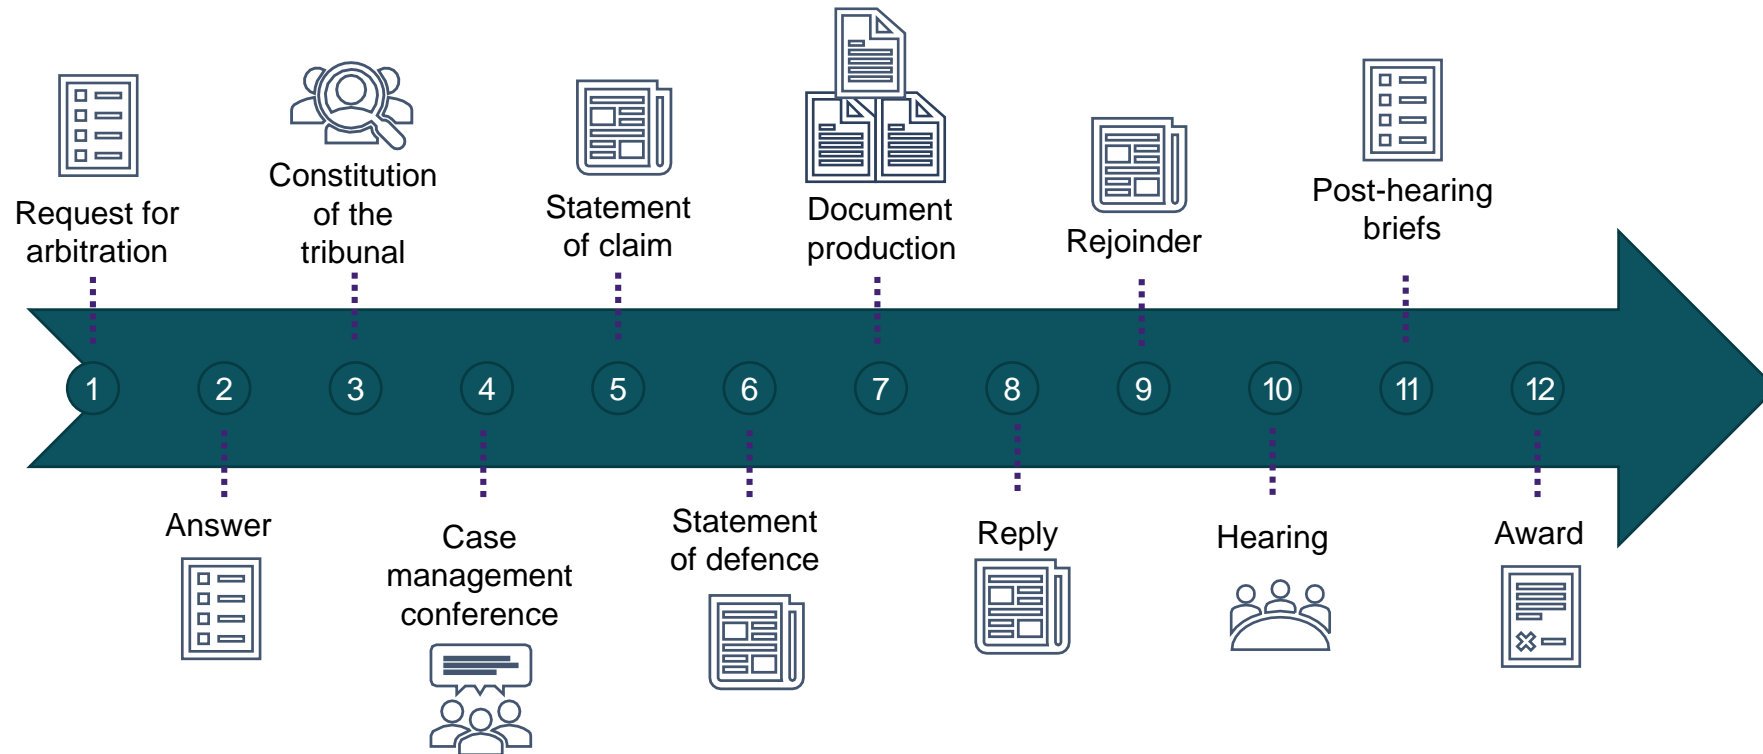 Request for
arbitration
Constitution
of the
tribunal
Statement
of claim
Document
production
Rejoinder
Post-hearing
briefs
1
2
3
4
5
6
7
8
9
10
11
12
Answer
Case
management
conference
Statement
of defence
Reply
Hearing
Award